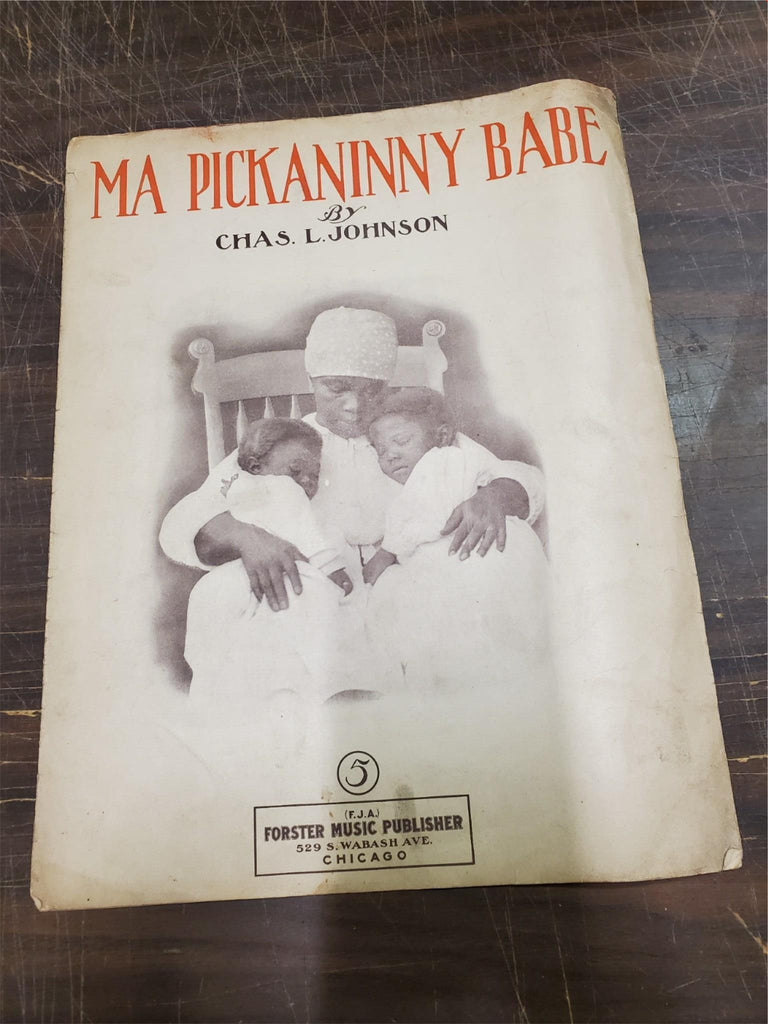 MA PICKANINNY BABE
BY
CHAS. L. JOHNSON
5
(F.J.A.)
FORSTER MUSIC PUBLISHER
529 S. WABASH AVE.
CHICAGO